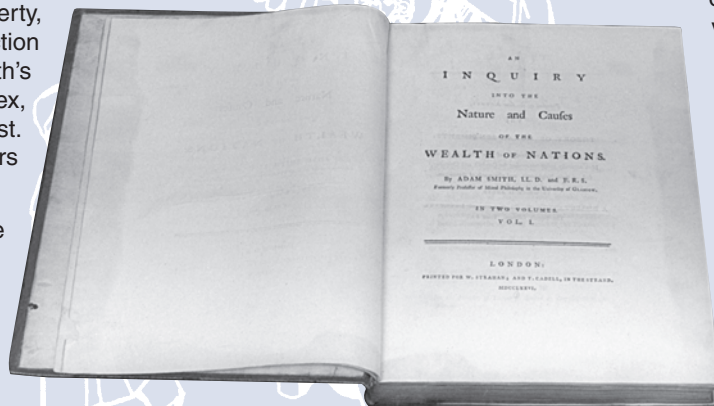 erty,
tion
th's
ex,
st.
rs
e
AN
INQUIRY
INTO THE
Nature and Cauſes
OF THE
WEALTH OF NATIONS.
By ADAM SMITH, LL. D. and F. R. S.
Formerly Profeſſor of Moral Philoſophy in the Univerſity of GLASGOW.
IN TWO VOLUMES.
VOL. I.
LONDON:
PRINTED FOR W. STRAHAN; AND T. CADELL, IN THE STRAND.
MDCCLXXVI.